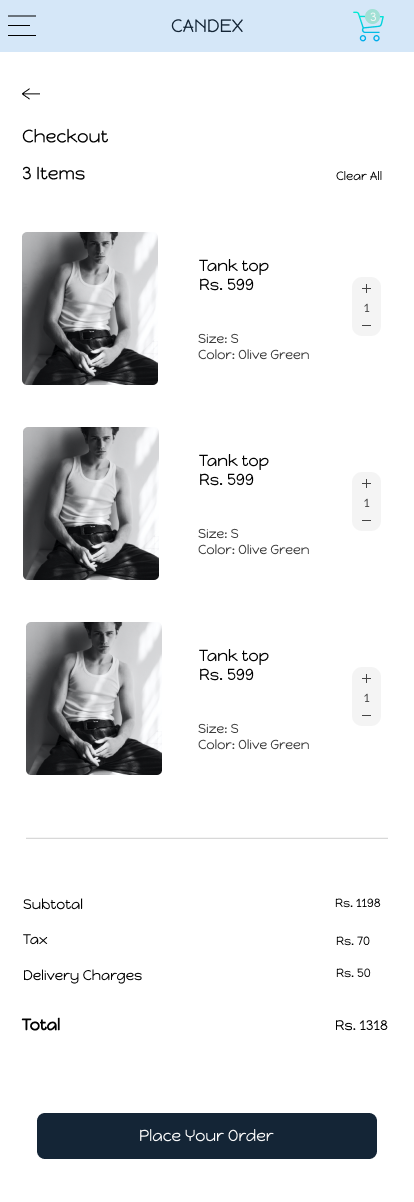 CANDEX
3
Checkout
3 Items
Clear All
Tank top
Rs. 599
Size: S
Color: Olive Green
+
1
−
Tank top
Rs. 599
Size: S
Color: Olive Green
+
1
−
Tank top
Rs. 599
Size: S
Color: Olive Green
+
1
−
Subtotal Rs. 1198
Tax Rs. 70
Delivery Charges Rs. 50
Total Rs. 1318
Place Your Order